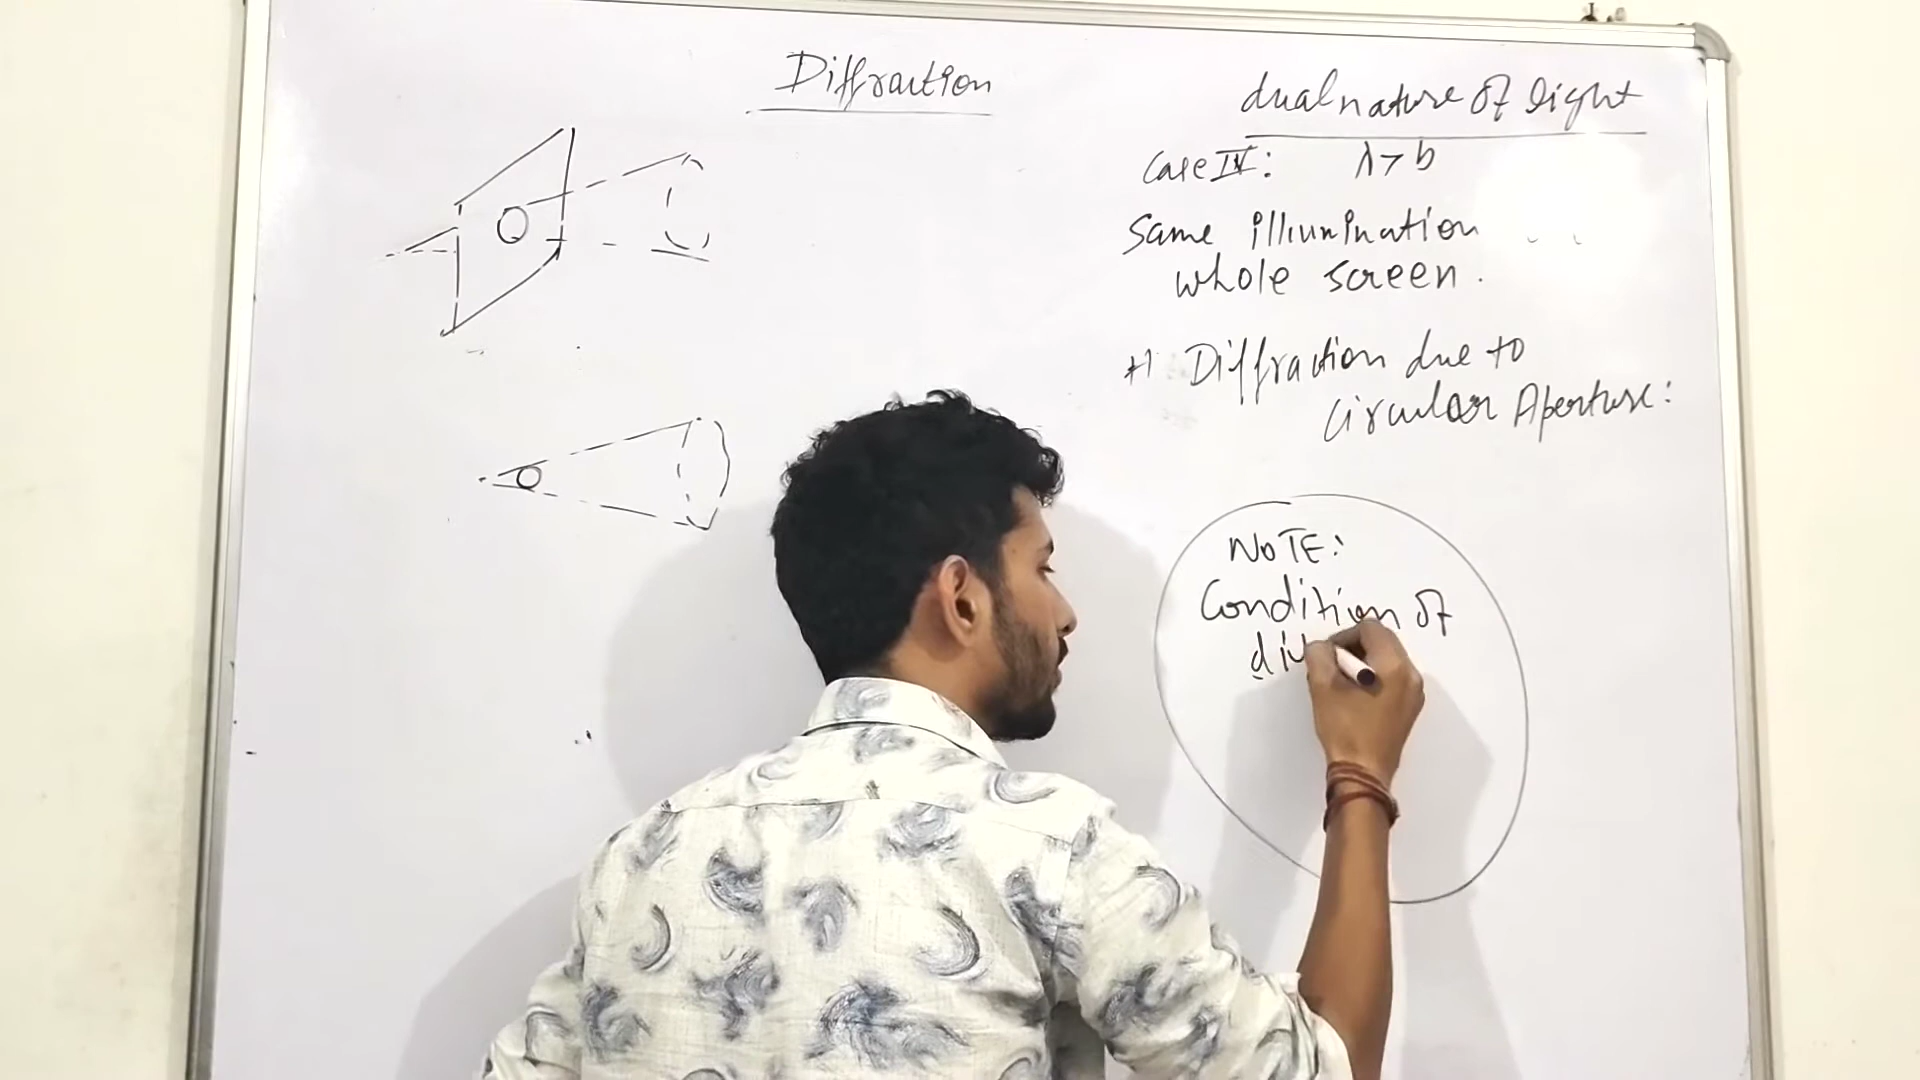 Diffraction
dual nature of light
Case IV: λ > b
Same illumination
whole screen.
Diffraction due to
Circular Aperture:
NOTE:
Condition of